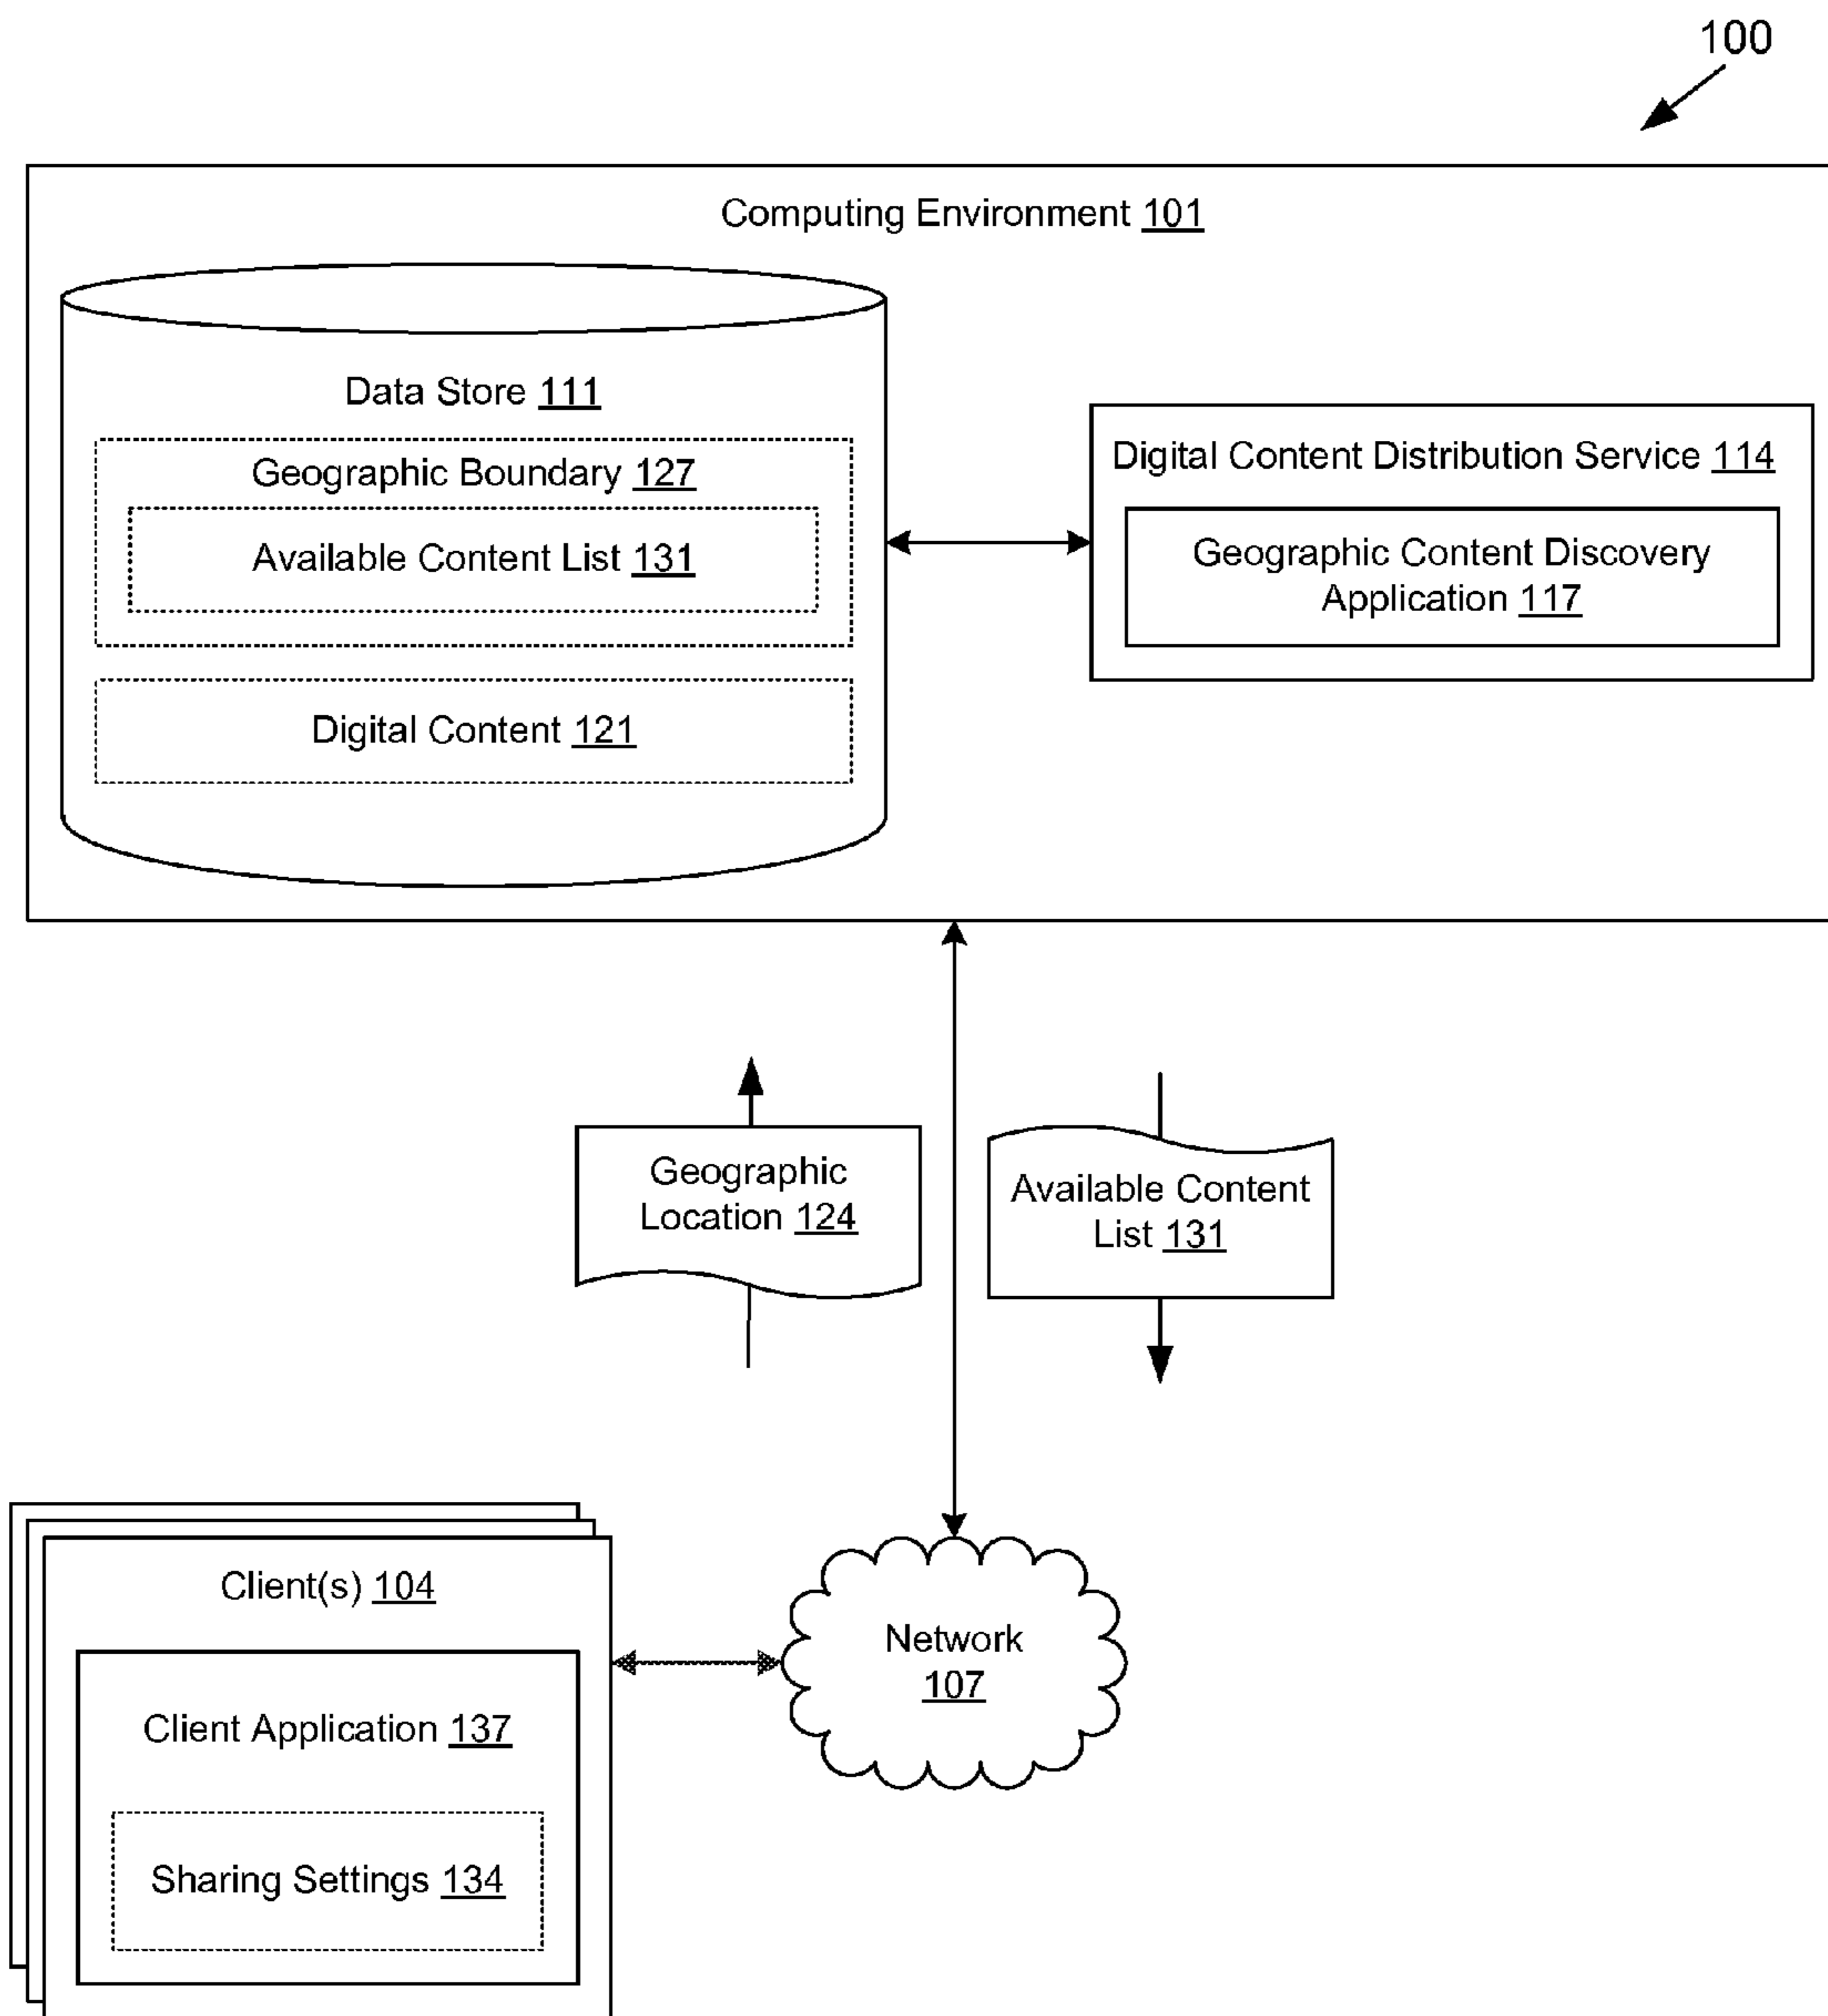 100
Computing Environment 101
Data Store 111
Geographic Boundary 127
Available Content List 131
Digital Content 121
Digital Content Distribution Service 114
Geographic Content Discovery
Application 117
Geographic
Location 124
Available Content
List 131
Client(s) 104
Client Application 137
Sharing Settings 134
Network
107